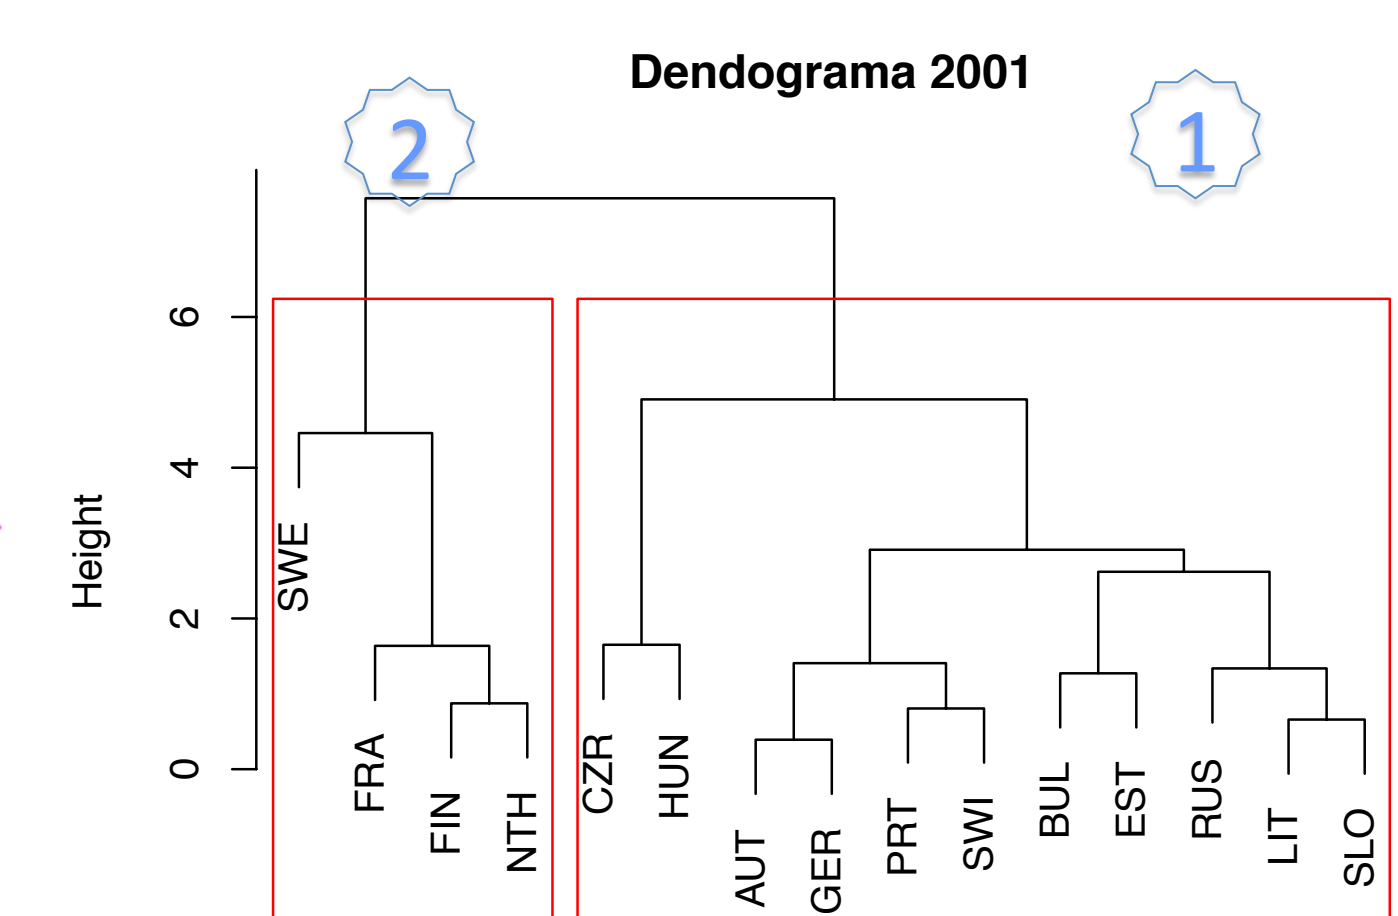 Dendograma 2001
2
1
Height
6
4
2
0
SWE
FRA
FIN
NTH
CZR
HUN
AUT
GER
PRT
SWI
BUL
EST
RUS
LIT
SLO